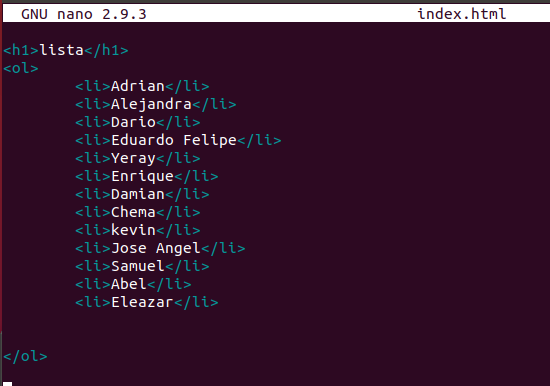 GNU nano 2.9.3 index.html
<h1>lista</h1>
<ol>
<li>Adrian</li>
<li>Alejandra</li>
<li>Dario</li>
<li>Eduardo Felipe</li>
<li>Yeray</li>
<li>Enrique</li>
<li>Damian</li>
<li>Chema</li>
<li>kevin</li>
<li>Jose Angel</li>
<li>Samuel</li>
<li>Abel</li>
<li>Eleazar</li>
</ol>